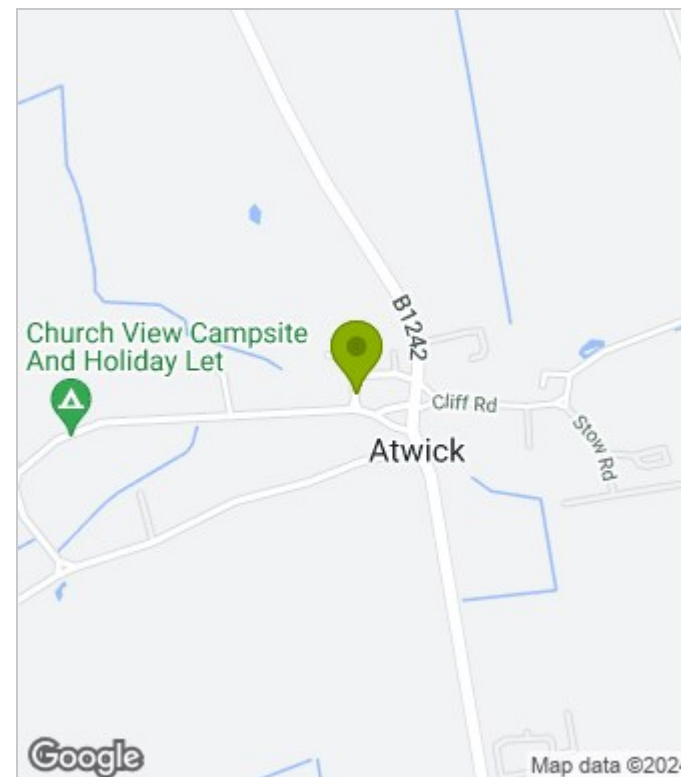 B1242
Church View Campsite
And Holiday Let
Cliff Rd
Atwick
Stow Rd
Google
Map data ©2024